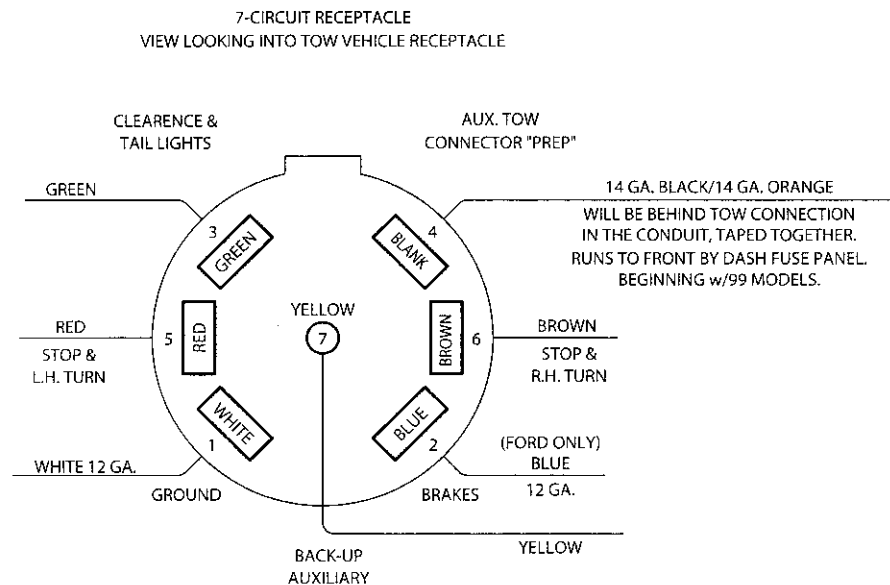 7-CIRCUIT RECEPTACLE
VIEW LOOKING INTO TOW VEHICLE RECEPTACLE
CLEARENCE &
TAIL LIGHTS
AUX. TOW
CONNECTOR "PREP"
GREEN
14 GA. BLACK/14 GA. ORANGE
WILL BE BEHIND TOW CONNECTION
IN THE CONDUIT, TAPED TOGETHER.
RUNS TO FRONT BY DASH FUSE PANEL.
BEGINNING w/99 MODELS.
3
GREEN
4
BLANK
RED
STOP &
L.H. TURN
5
RED
YELLOW
7
BROWN
6
BROWN
STOP &
R.H. TURN
WHITE
1
BLUE
2
WHITE 12 GA.
GROUND
BRAKES
(FORD ONLY)
BLUE
12 GA.
BACK-UP
AUXILIARY
YELLOW